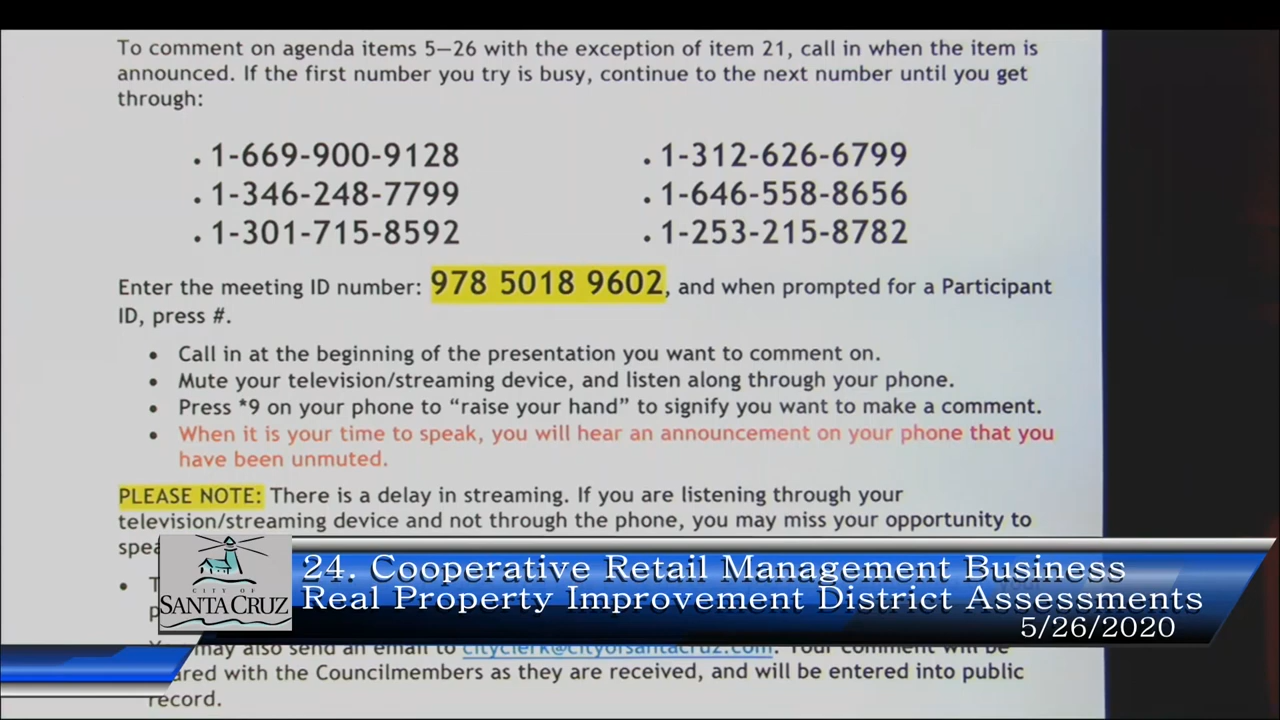 To comment on agenda items 5—26 with the exception of item 21, call in when the item is
announced. If the first number you try is busy, continue to the next number until you get
through:
• 1-669-900-9128 • 1-312-626-6799
• 1-346-248-7799 • 1-646-558-8656
• 1-301-715-8592 • 1-253-215-8782
Enter the meeting ID number: 978 5018 9602, and when prompted for a Participant
ID, press #.
• Call in at the beginning of the presentation you want to comment on.
• Mute your television/streaming device, and listen along through your phone.
• Press *9 on your phone to “raise your hand” to signify you want to make a comment.
• When it is your time to speak, you will hear an announcement on your phone that you
have been unmuted.
PLEASE NOTE: There is a delay in streaming. If you are listening through your
television/streaming device and not through the phone, you may miss your opportunity to
CITY OF
SANTA CRUZ
24. Cooperative Retail Management Business
Real Property Improvement District Assessments
5/26/2020
may also send an email to cityclerk@cityofsantacruz.com. Your comment will be
with the Councilmembers as they are received, and will be entered into public
record.